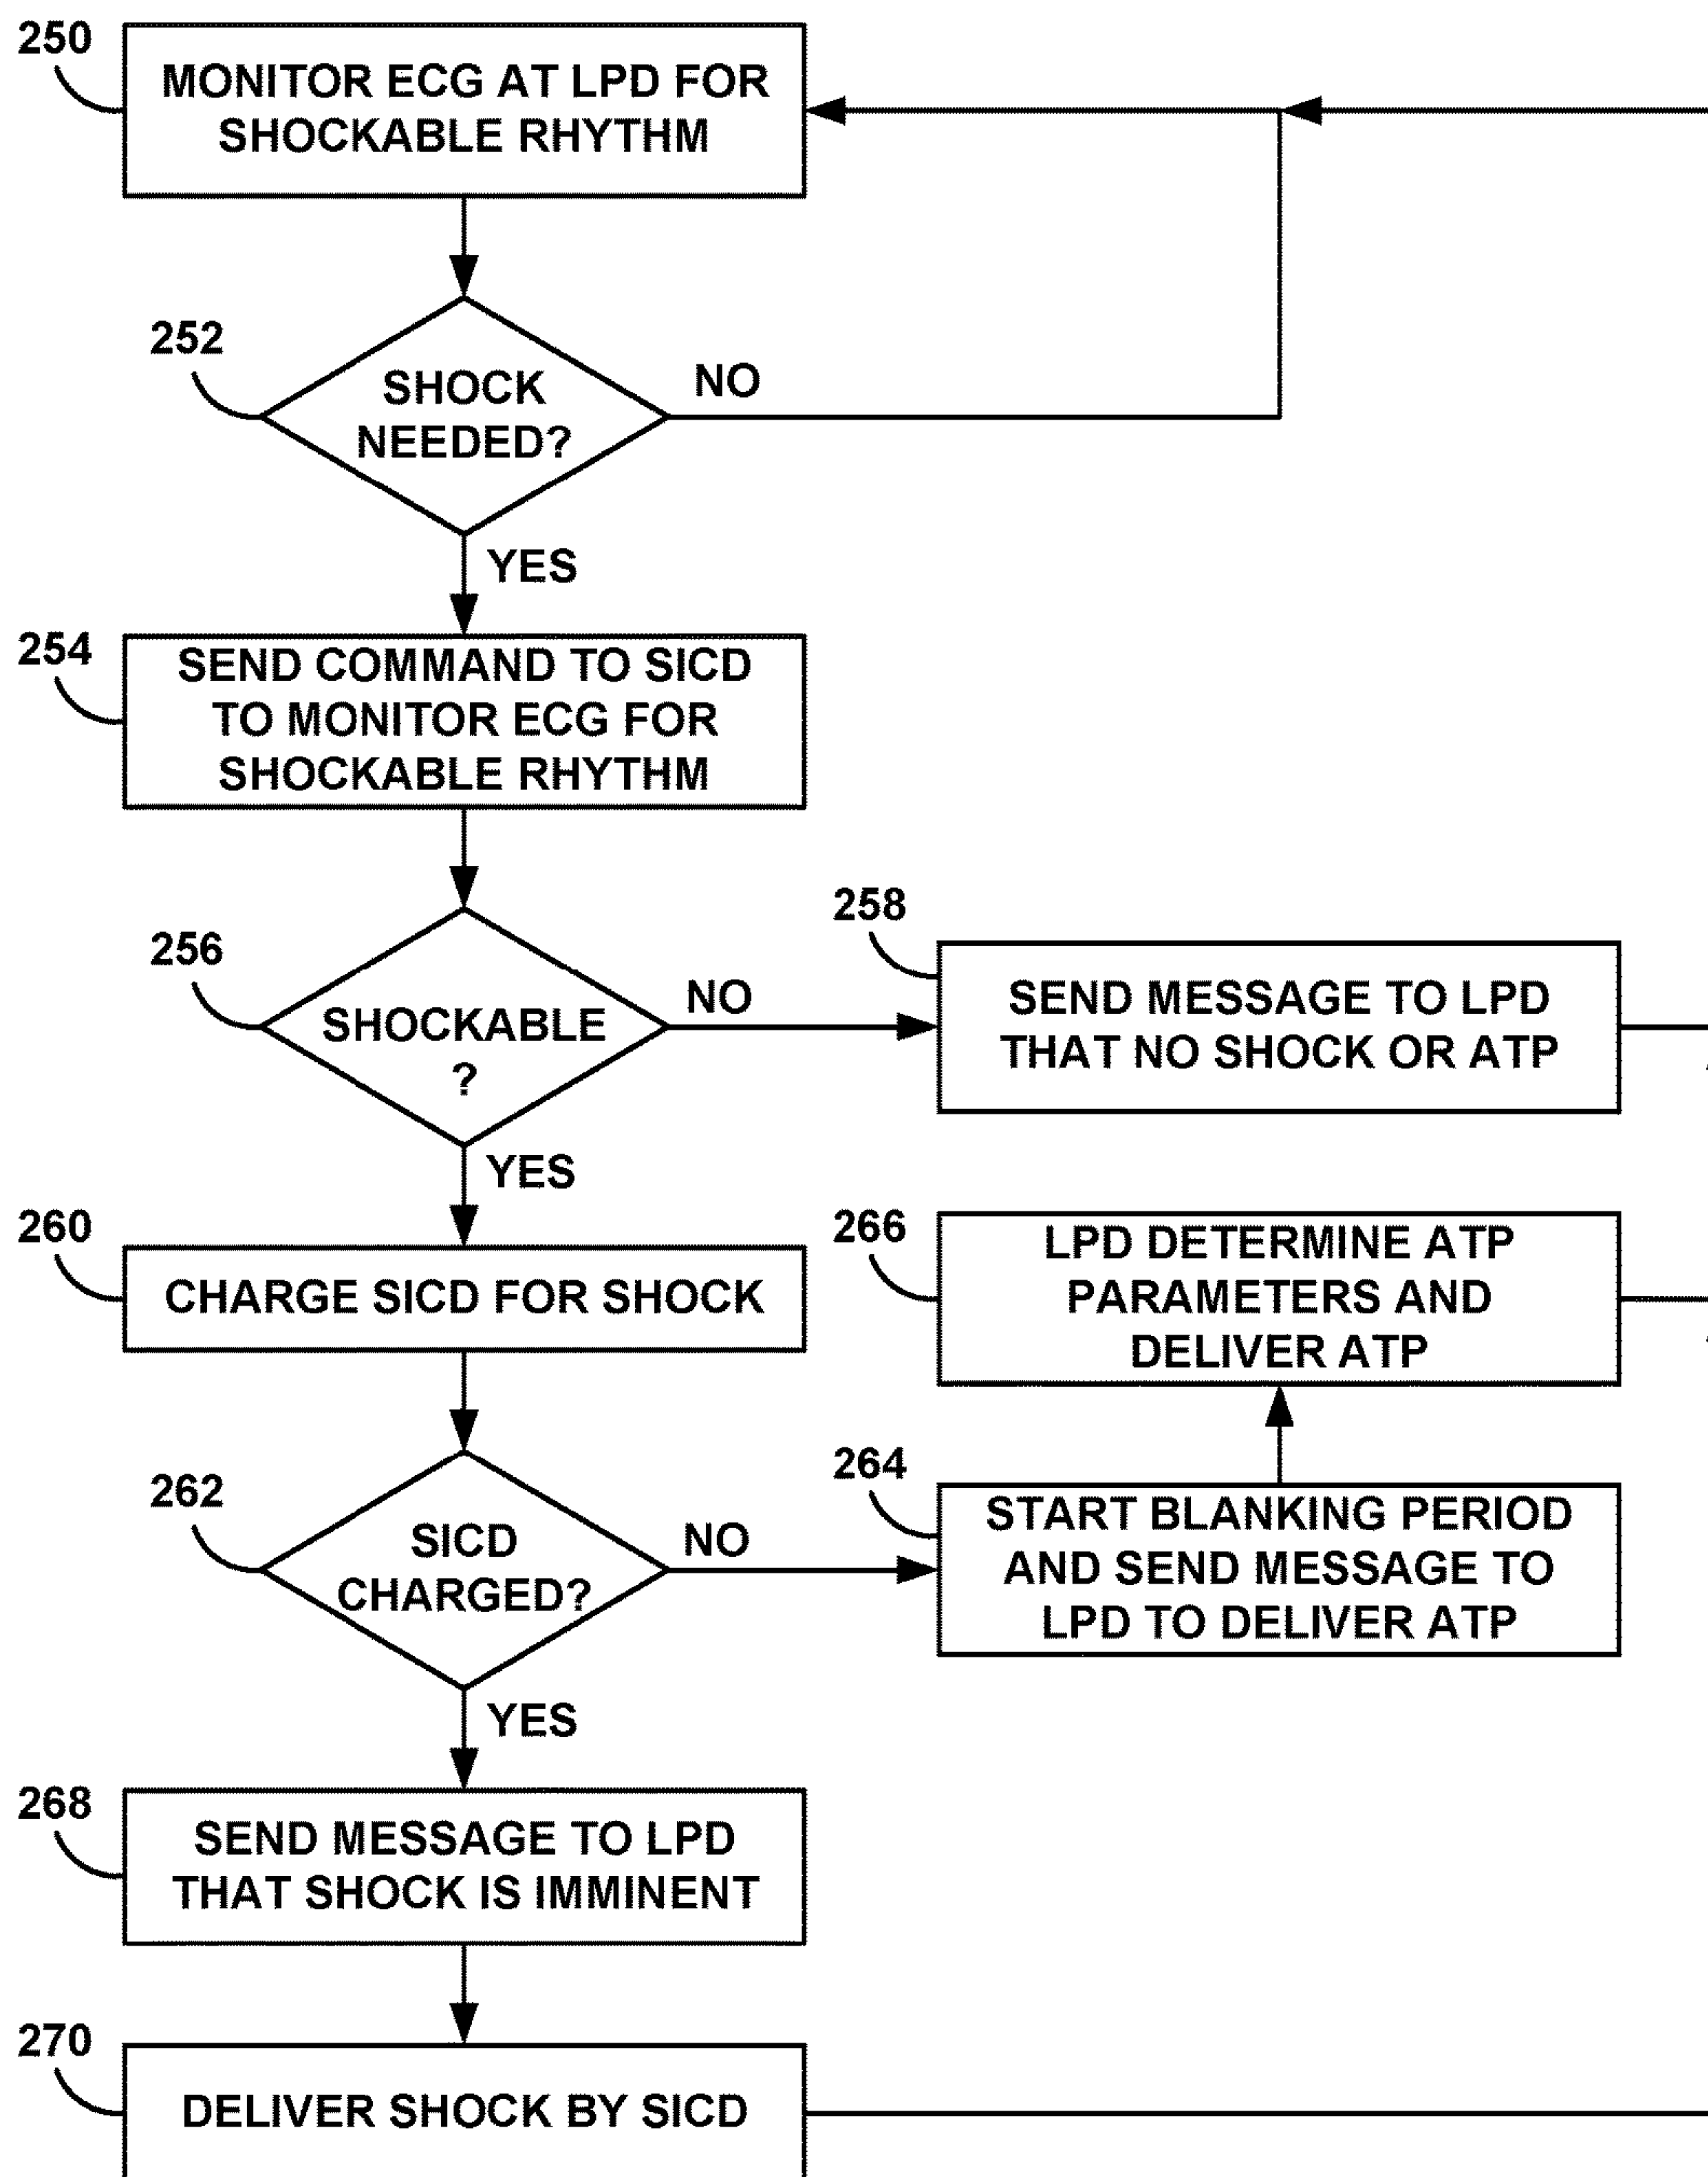 250
MONITOR ECG AT LPD FOR
SHOCKABLE RHYTHM
252
SHOCK
NEEDED?
NO
YES
254
SEND COMMAND TO SICD
TO MONITOR ECG FOR
SHOCKABLE RHYTHM
256
SHOCKABLE
?
NO
258
SEND MESSAGE TO LPD
THAT NO SHOCK OR ATP
YES
260
CHARGE SICD FOR SHOCK
266
LPD DETERMINE ATP
PARAMETERS AND
DELIVER ATP
262
SICD
CHARGED?
NO
264
START BLANKING PERIOD
AND SEND MESSAGE TO
LPD TO DELIVER ATP
YES
268
SEND MESSAGE TO LPD
THAT SHOCK IS IMMINENT
270
DELIVER SHOCK BY SICD